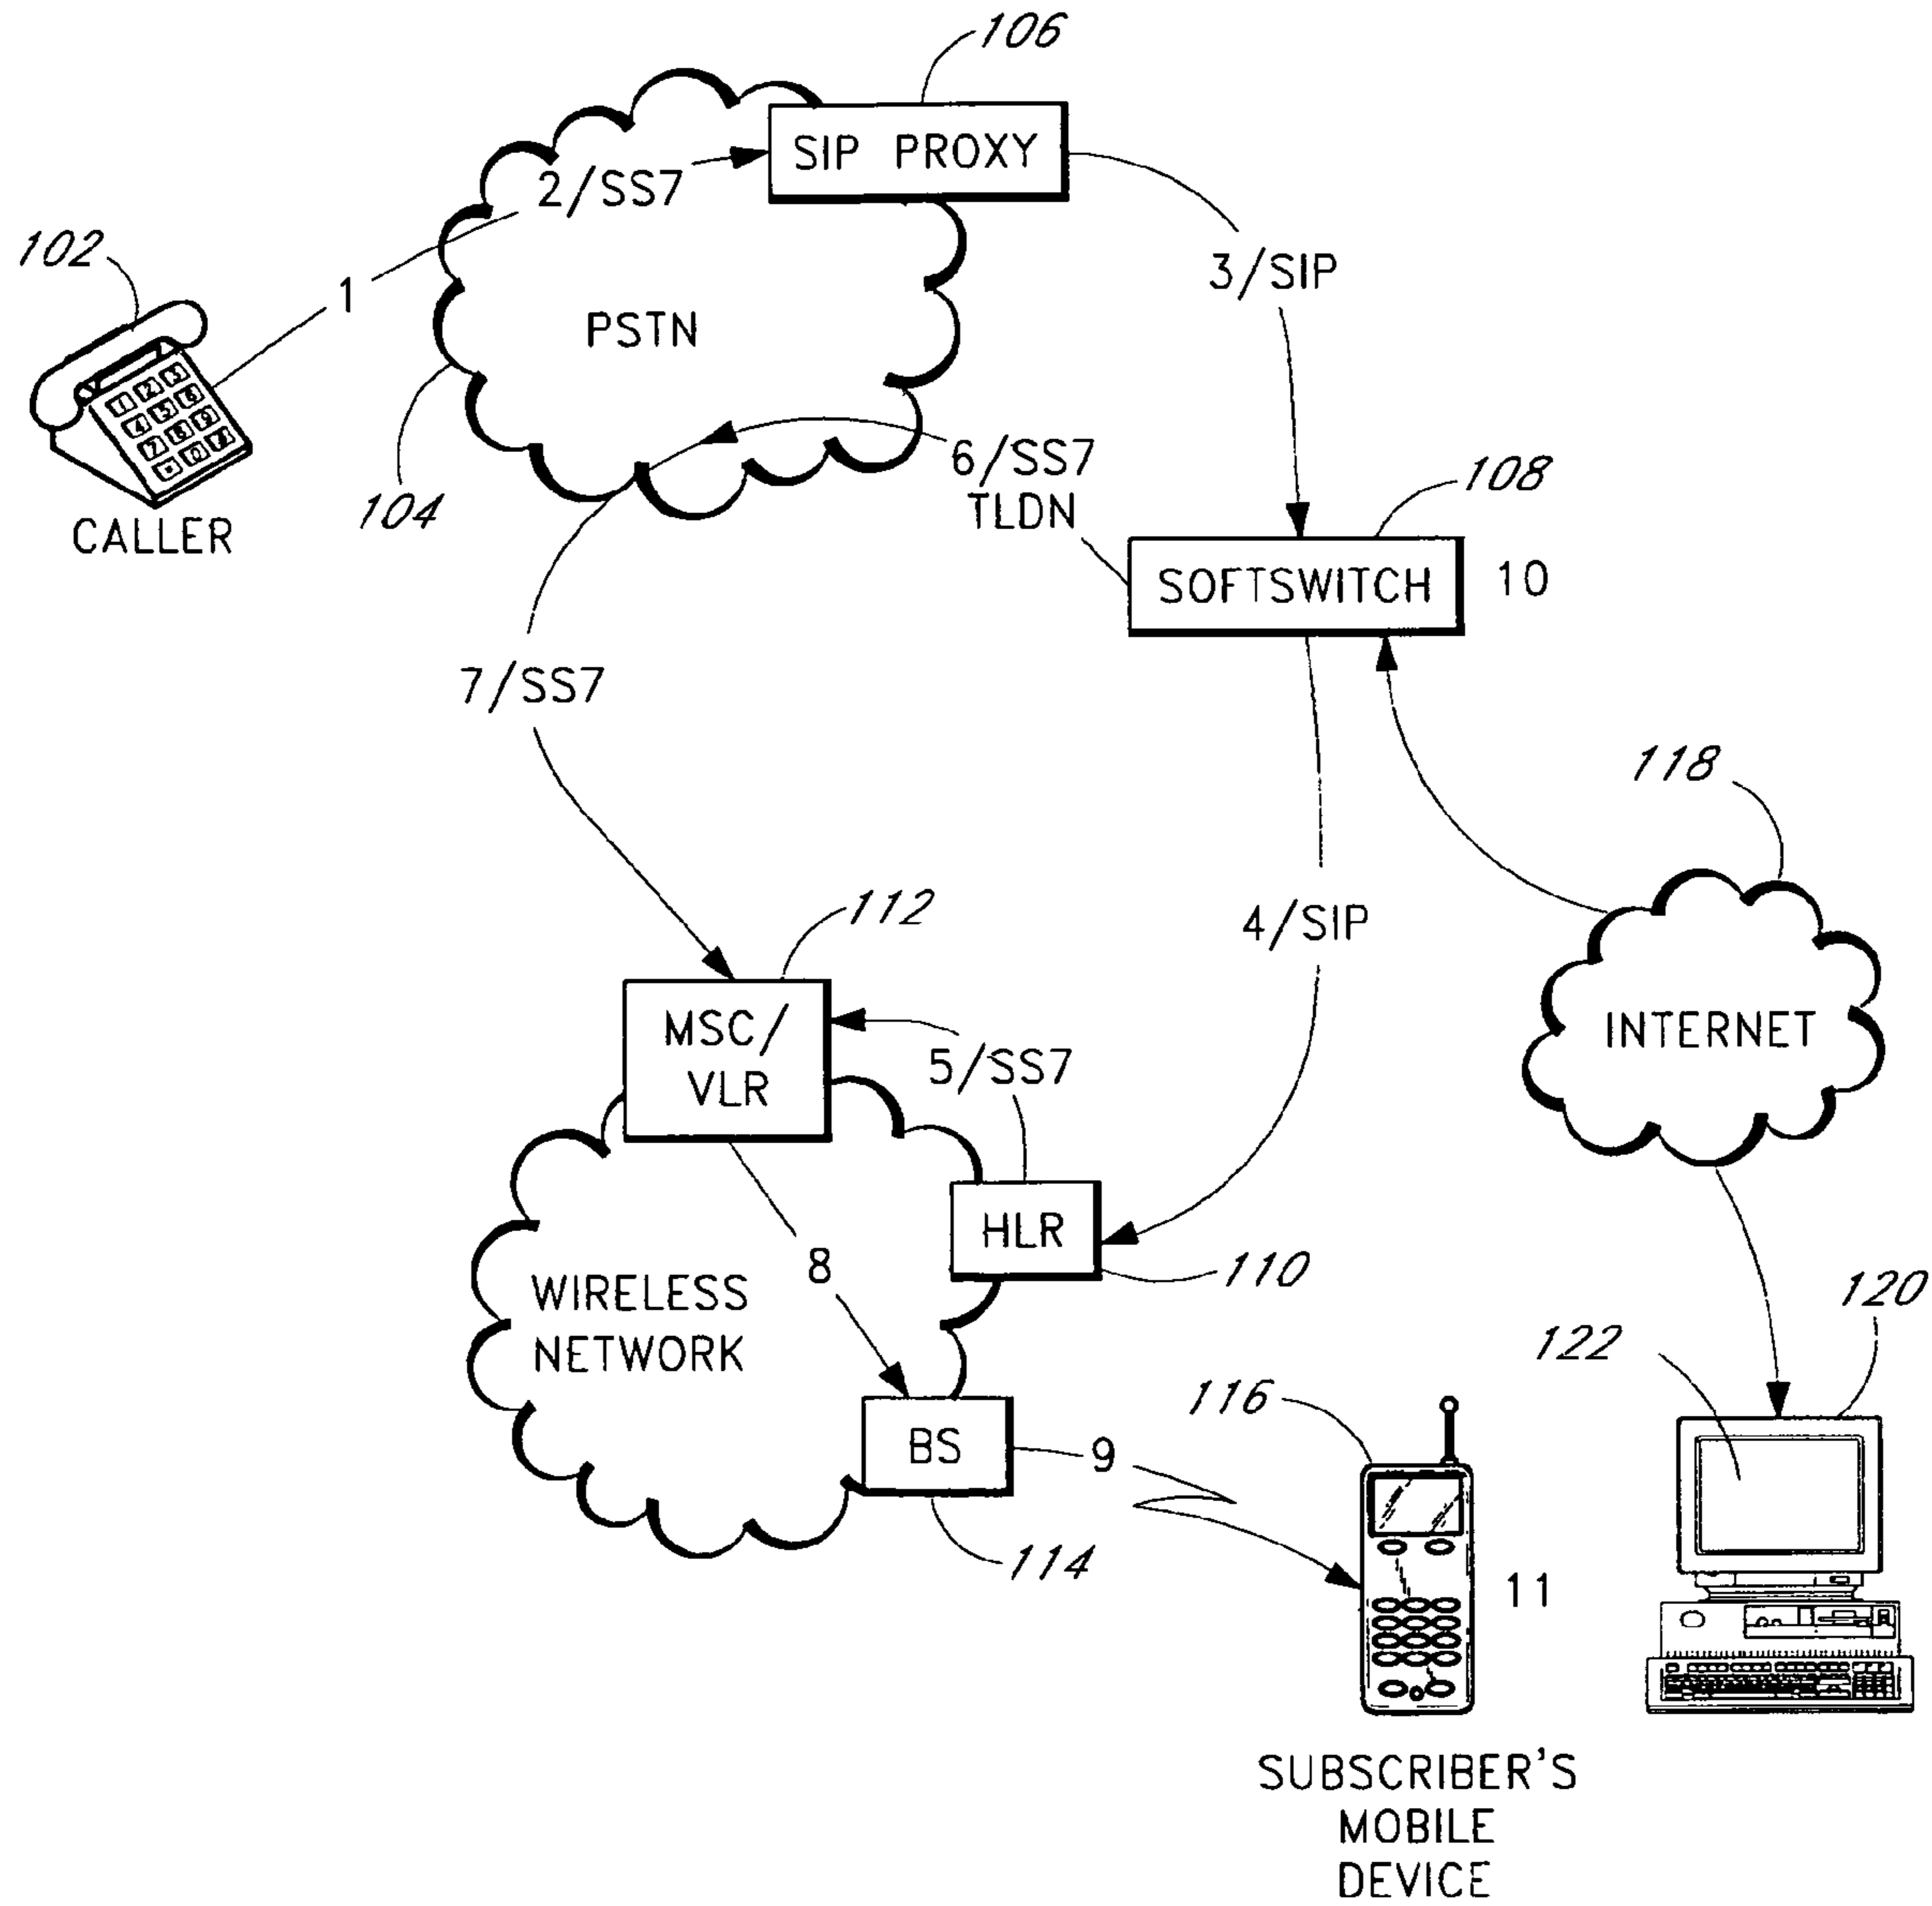 106
SIP PROXY
2/SS7
102
1
3/SIP
PSTN
6/SS7
TLDN
104
CALLER
108
SOFTSWITCH
10
7/SS7
118
112
4/SIP
MSC/
VLR
5/SS7
INTERNET
HLR
110
8
WIRELESS
NETWORK
120
122
116
BS
9
114
11
SUBSCRIBER'S
MOBILE
DEVICE